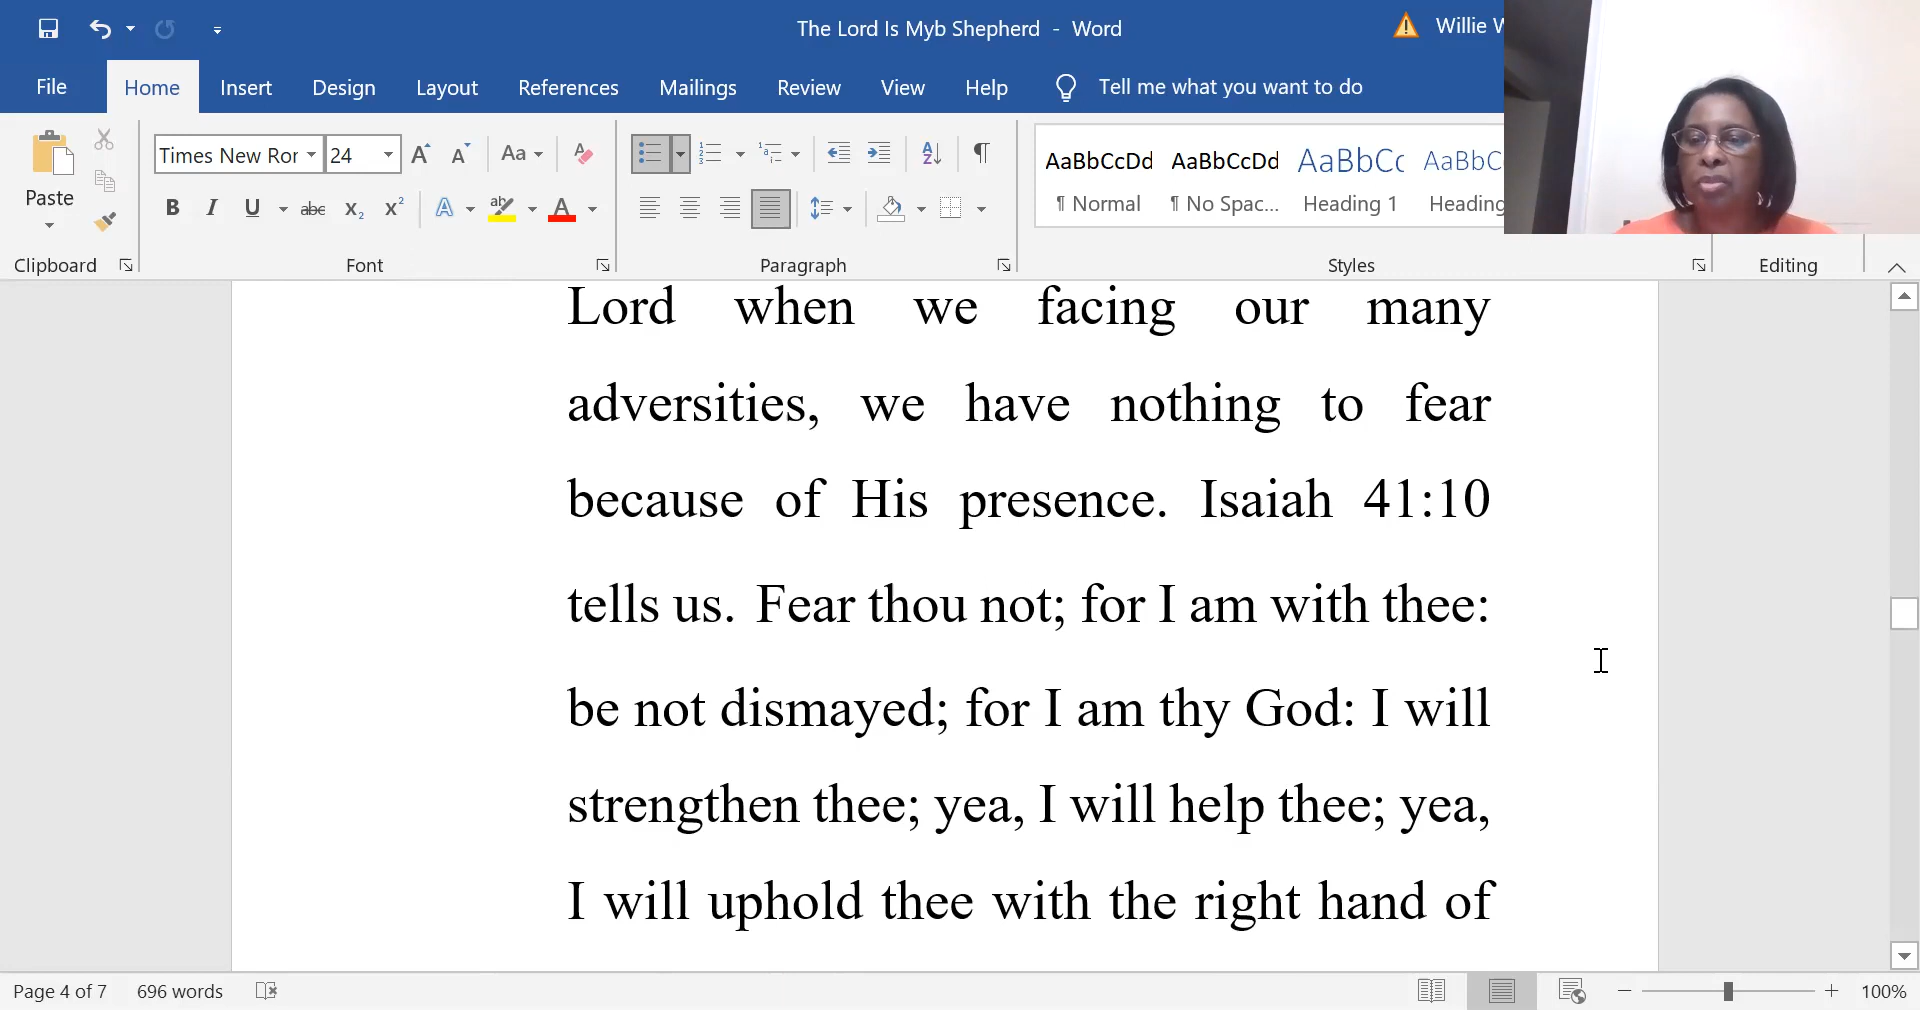 The Lord Is Myb Shepherd - Word
Willie W
File Home Insert Design Layout References Mailings Review View Help Tell me what you want to do
Times New Ror 24 Aa
AaBbCcDd AaBbCcDd AaBbCc AaBbC
Paste
B I U abc X₂ X² A ab A
¶ Normal ¶ No Spac... Heading 1 Heading
Clipboard Font Paragraph Styles Editing
Lord when we facing our many
adversities, we have nothing to fear
because of His presence. Isaiah 41:10
tells us. Fear thou not; for I am with thee:
be not dismayed; for I am thy God: I will
strengthen thee; yea, I will help thee; yea,
I will uphold thee with the right hand of
Page 4 of 7 696 words 100%